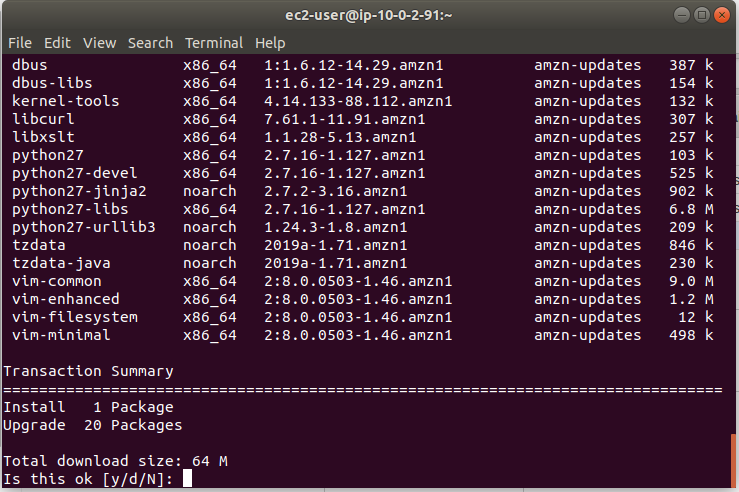 ec2-user@ip-10-0-2-91:~
File Edit View Search Terminal Help
dbus x86_64 1:1.6.12-14.29.amzn1 amzn-updates 387 k
dbus-libs x86_64 1:1.6.12-14.29.amzn1 amzn-updates 154 k
kernel-tools x86_64 4.14.133-88.112.amzn1 amzn-updates 132 k
libcurl x86_64 7.61.1-11.91.amzn1 amzn-updates 307 k
libxslt x86_64 1.1.28-5.13.amzn1 amzn-updates 257 k
python27 x86_64 2.7.16-1.127.amzn1 amzn-updates 103 k
python27-devel x86_64 2.7.16-1.127.amzn1 amzn-updates 525 k
python27-jinja2 noarch 2.7.2-3.16.amzn1 amzn-updates 902 k
python27-libs x86_64 2.7.16-1.127.amzn1 amzn-updates 6.8 M
python27-urllib3 noarch 1.24.3-1.8.amzn1 amzn-updates 209 k
tzdata noarch 2019a-1.71.amzn1 amzn-updates 846 k
tzdata-java noarch 2019a-1.71.amzn1 amzn-updates 230 k
vim-common x86_64 2:8.0.0503-1.46.amzn1 amzn-updates 9.0 M
vim-enhanced x86_64 2:8.0.0503-1.46.amzn1 amzn-updates 1.2 M
vim-filesystem x86_64 2:8.0.0503-1.46.amzn1 amzn-updates 12 k
vim-minimal x86_64 2:8.0.0503-1.46.amzn1 amzn-updates 498 k
Transaction Summary
================================================================================
Install 1 Package
Upgrade 20 Packages
Total download size: 64 M
Is this ok [y/d/N]: